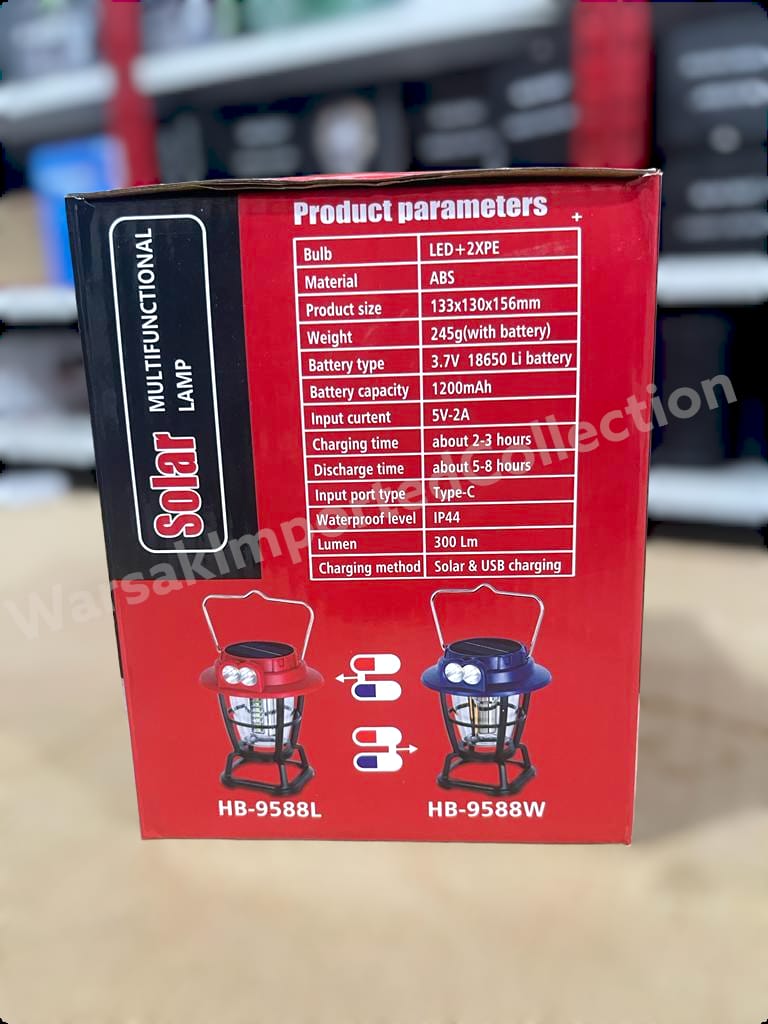 Product parameters
+
Bulb LED+2XPE
Material ABS
Product size 133x130x156mm
Weight 245g(with battery)
Battery type 3.7V 18650 Li battery
Battery capacity 1200mAh
Input curtent 5V-2A
Charging time about 2-3 hours
Discharge time about 5-8 hours
Input port type Type-C
Waterproof level IP44
Lumen 300 Lm
Charging method Solar & USB charging
Solar MULTIFUNCTIONAL
LAMP
WarsakImportedCollection
HB-9588L HB-9588W